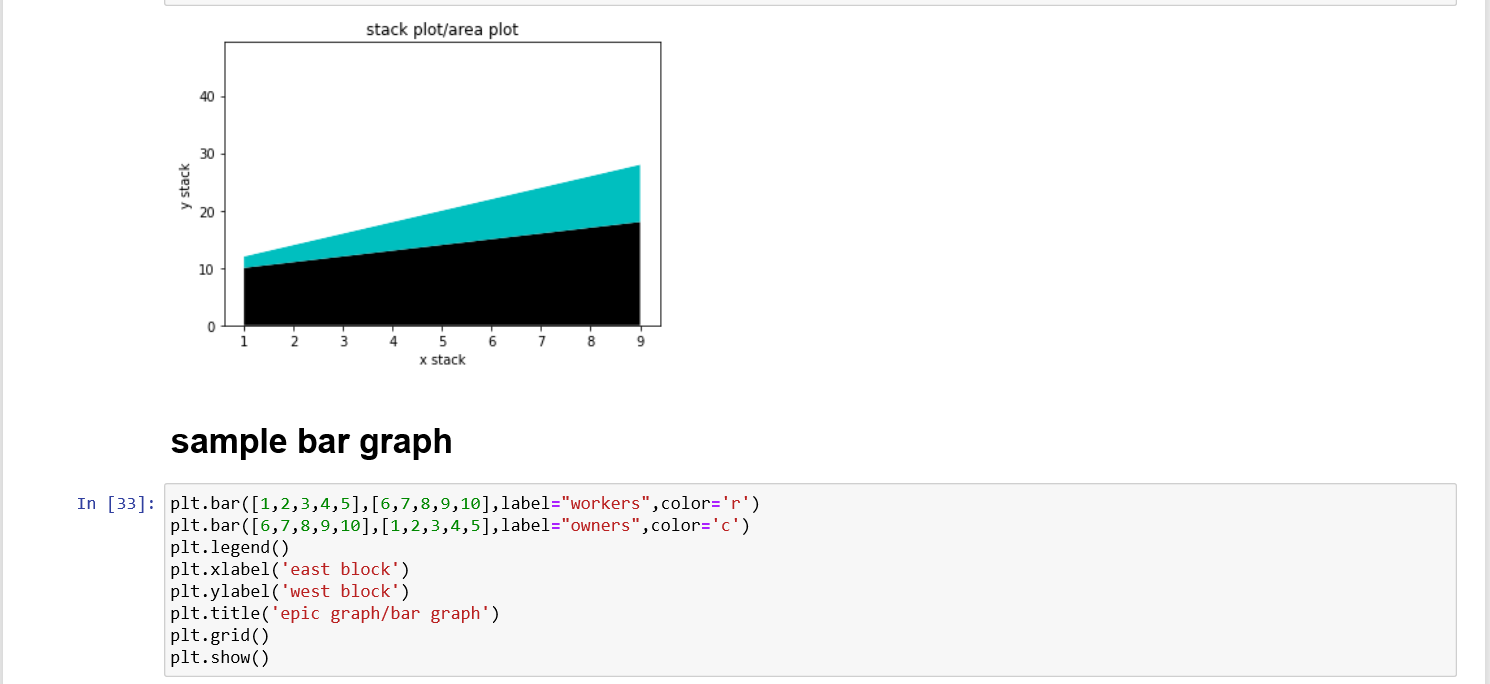 stack plot/area plot
40
30
20
10
0
y stack
1 2 3 4 5 6 7 8 9
x stack
sample bar graph
In [33]:
plt.bar([1,2,3,4,5],[6,7,8,9,10],label="workers",color='r')
plt.bar([6,7,8,9,10],[1,2,3,4,5],label="owners",color='c')
plt.legend()
plt.xlabel('east block')
plt.ylabel('west block')
plt.title('epic graph/bar graph')
plt.grid()
plt.show()